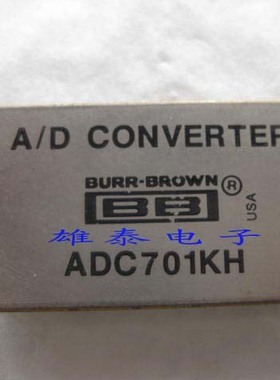 A/D CONVERTER
BURR-BROWN®
BB
USA
雄泰电子
ADC701KH